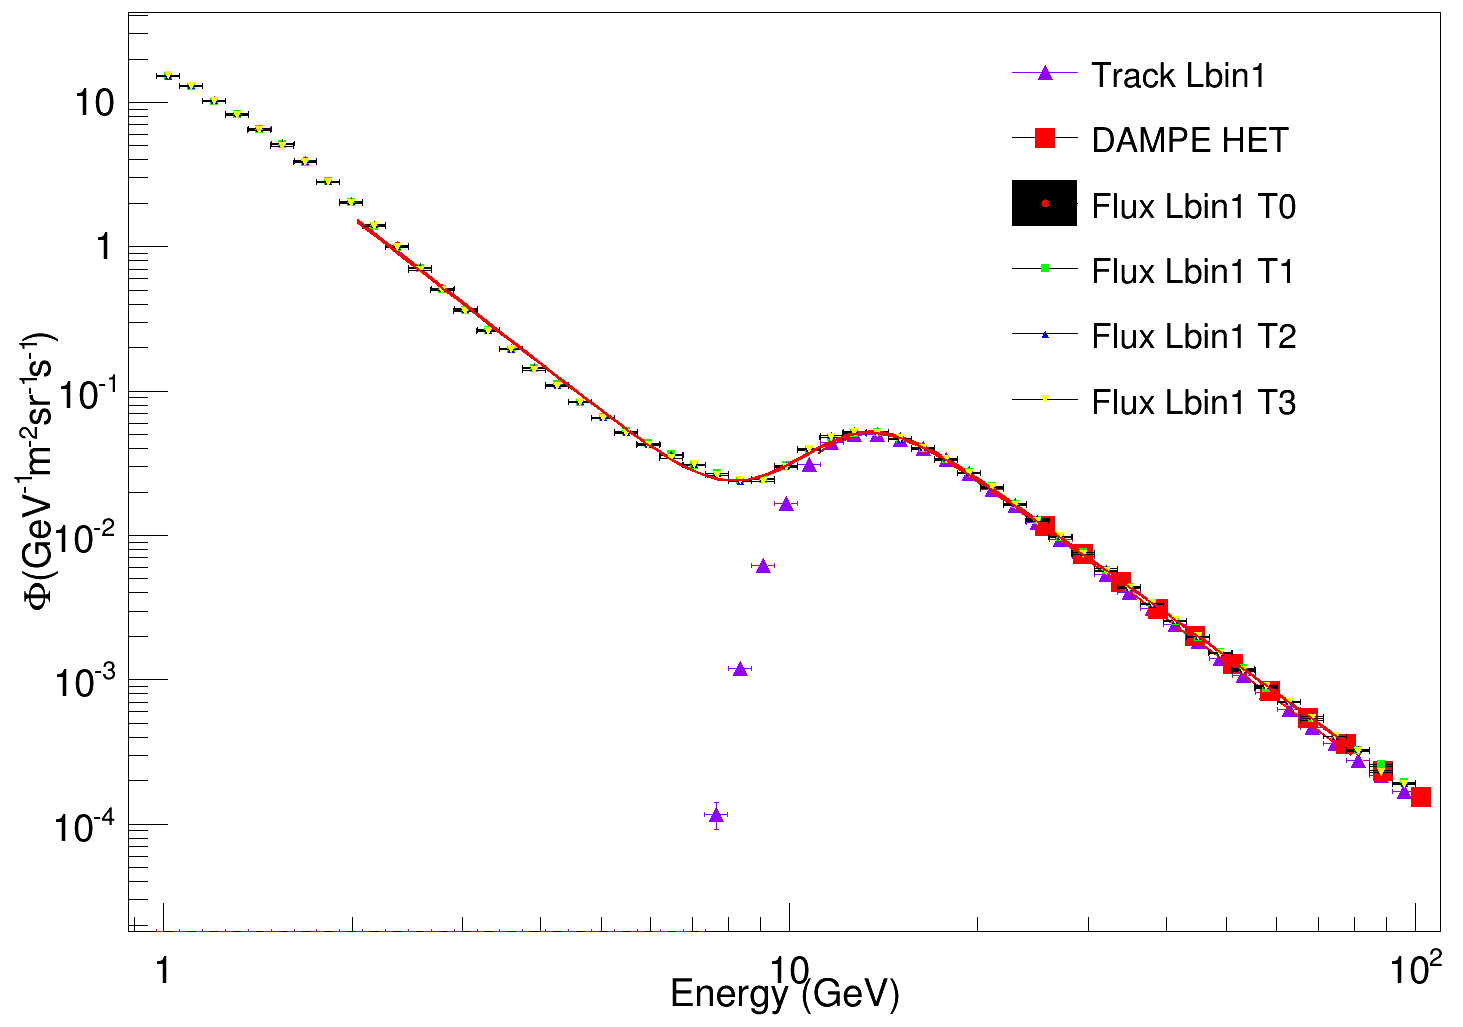 Track Lbin1
DAMPE HET
Flux Lbin1 T0
Flux Lbin1 T1
Flux Lbin1 T2
Flux Lbin1 T3
10
1
10⁻¹
10⁻²
10⁻³
10⁻⁴
Φ(GeV⁻¹m⁻²sr⁻¹s⁻¹)
1
10
10²
Energy (GeV)